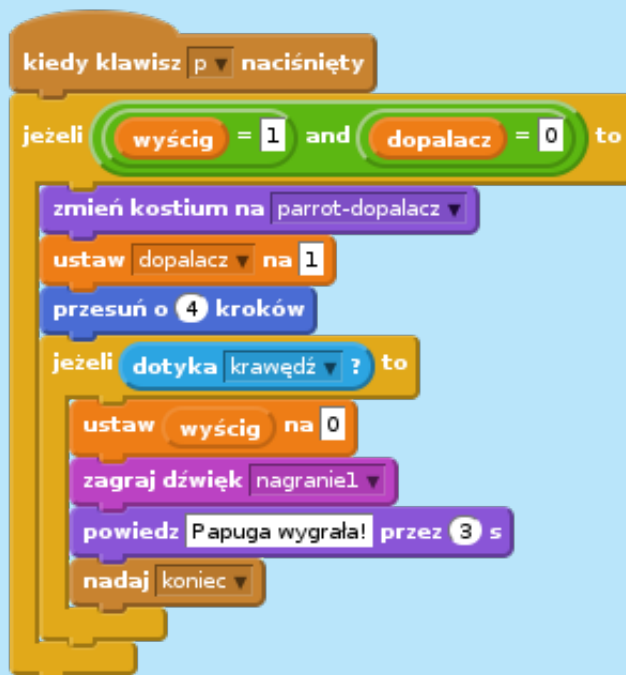 kiedy klawisz p naciśnięty
jeżeli wyścig = 1 and dopalacz = 0 to
zmień kostium na parrot-dopalacz
ustaw dopalacz na 1
przesuń o 4 kroków
jeżeli dotyka krawędź ? to
ustaw wyścig na 0
zagraj dźwięk nagranie1
powiedz Papuga wygrała! przez 3 s
nadaj koniec